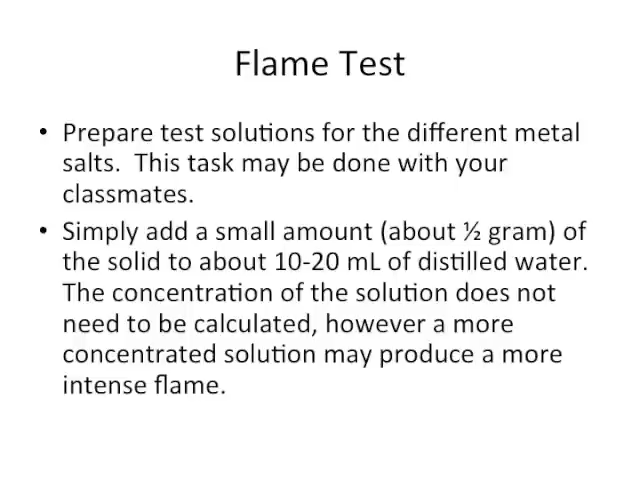 Flame Test
• Prepare test solutions for the different metal
salts.  This task may be done with your
classmates.
• Simply add a small amount (about ½ gram) of
the solid to about 10-20 mL of distilled water.
The concentration of the solution does not
need to be calculated, however a more
concentrated solution may produce a more
intense flame.